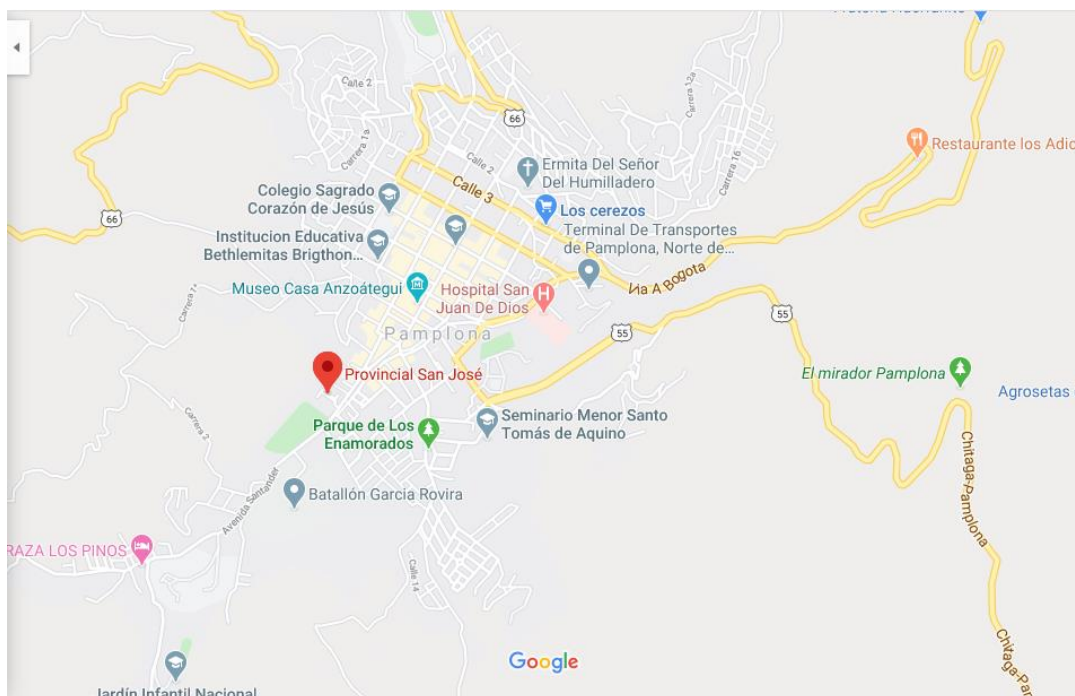 Calle 2
66
Carrera 12a
Carrera 1a
Calle 2
Carrera 16
Restaurante los Adio
Ermita Del Señor
Del Humilladero
Calle 3
Colegio Sagrado
Corazón de Jesús
Los cerezos
66
Terminal De Transportes
de Pamplona, Norte de...
Institucion Educativa
Bethlemitas Brigthon...
Via A Bogota
Museo Casa Anzoátegui
Hospital San
Juan De Dios
Carrera 1a
55
55
Pamplona
Provincial San José
El mirador Pamplona
Agrosetas
Seminario Menor Santo
Tomás de Aquino
Parque de Los
Enamorados
Carrera 2
Chitaga-Pamplona
Avenida Santander
Batallón García Rovira
RAZA LOS PINOS
Calle 14
Google
Chitaga-Pa
Jardín Infantil Nacional